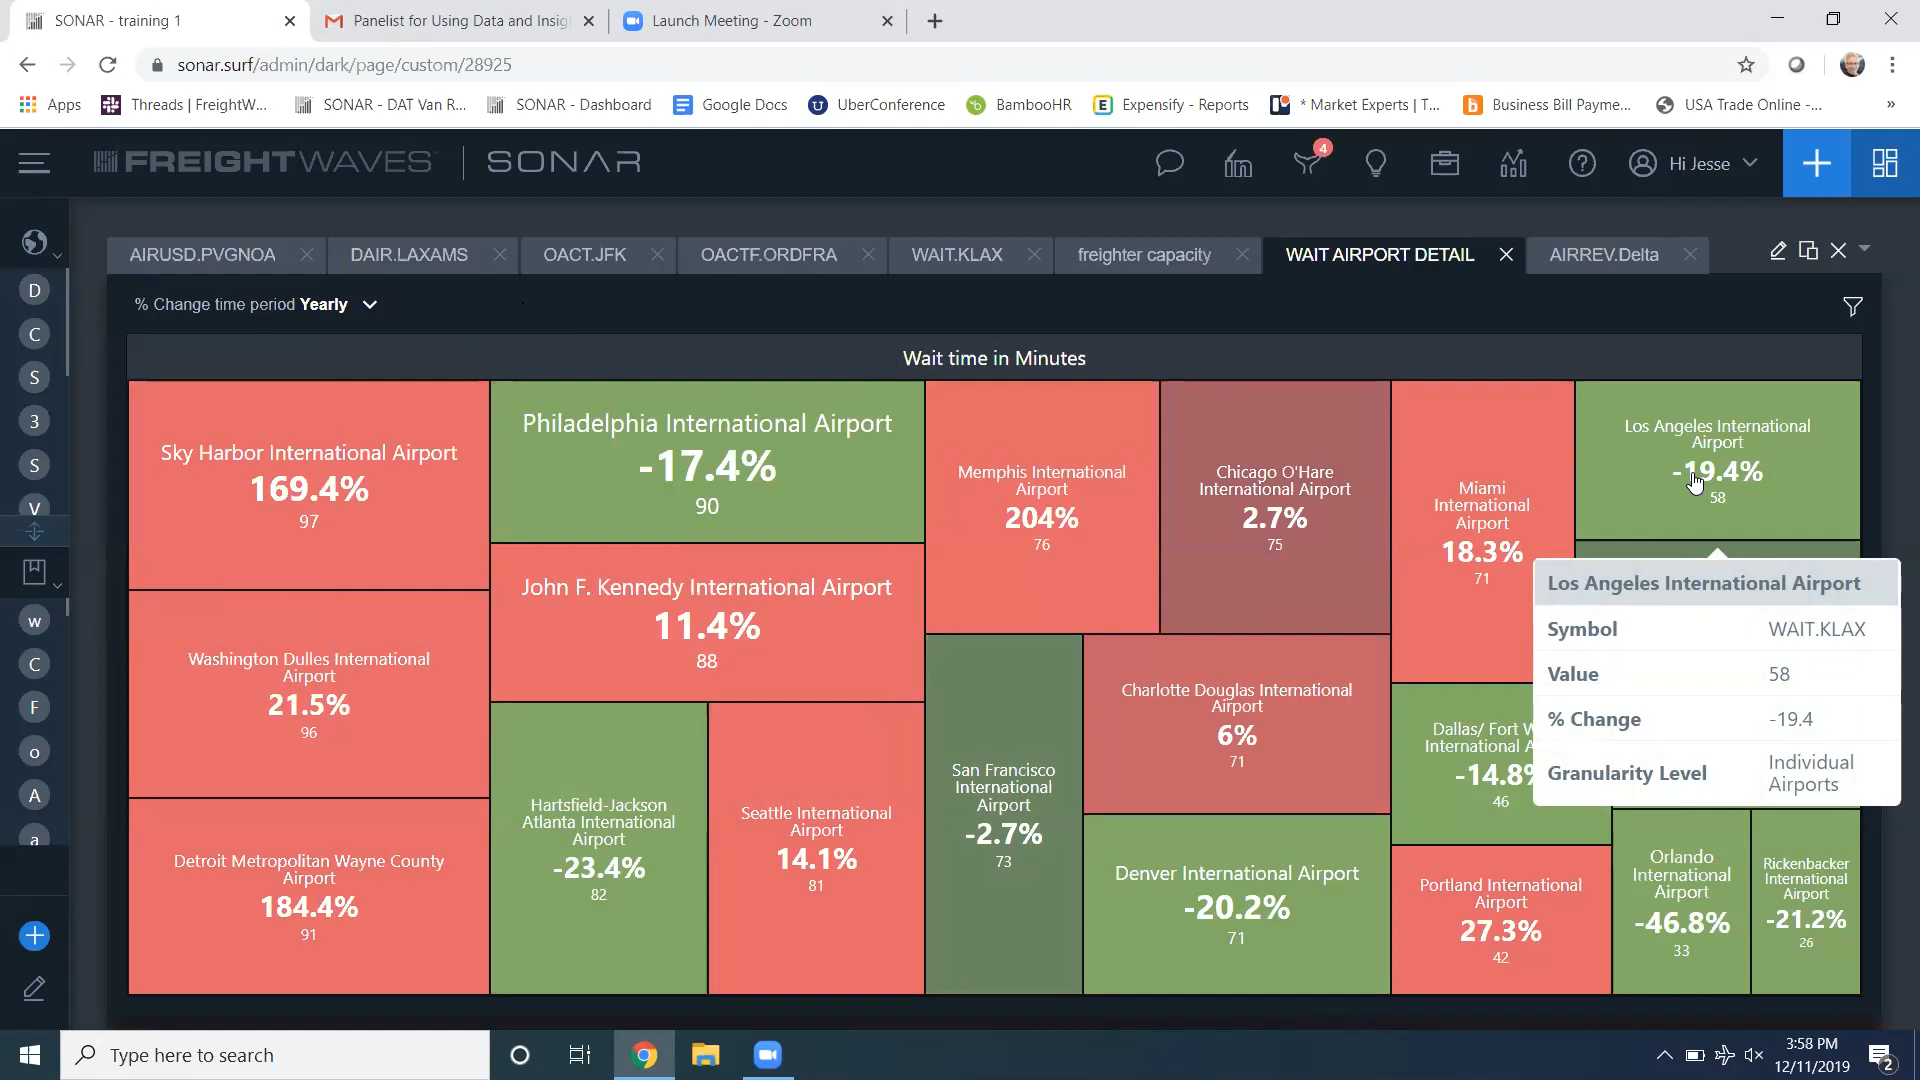 SONAR - training 1
Panelist for Using Data and Insig
Launch Meeting - Zoom
sonar.surf/admin/dark/page/custom/28925
Apps
Threads | FreightW...
SONAR - DAT Van R...
SONAR - Dashboard
Google Docs
UberConference
BambooHR
Expensify - Reports
* Market Experts | T...
Business Bill Payme...
USA Trade Online -...
»
FREIGHTWAVES
SONAR
4
Hi Jesse
D
C
S
3
S
V
w
C
F
o
A
a
AIRUSD.PVGNOA
DAIR.LAXAMS
OACT.JFK
OACTF.ORDFRA
WAIT.KLAX
freighter capacity
WAIT AIRPORT DETAIL
AIRREV.Delta
% Change time period Yearly
Wait time in Minutes
Sky Harbor International Airport
169.4%
97
Washington Dulles International
Airport
21.5%
96
Detroit Metropolitan Wayne County
Airport
184.4%
91
Philadelphia International Airport
-17.4%
90
John F. Kennedy International Airport
11.4%
88
Hartsfield-Jackson
Atlanta International
Airport
-23.4%
82
Seattle International
Airport
14.1%
81
Memphis International
Airport
204%
76
Chicago O'Hare
International Airport
2.7%
75
San Francisco
International
Airport
-2.7%
73
Charlotte Douglas International
Airport
6%
71
Denver International Airport
-20.2%
71
Miami
International
Airport
18.3%
71
Los Angeles International
Airport
-19.4%
58
Los Angeles International Airport
Symbol WAIT.KLAX
Value 58
% Change -19.4
Granularity Level Individual
Airports
Dallas/ Fort W
International A
-14.8%
46
Portland International
Airport
27.3%
42
Orlando
International
Airport
-46.8%
33
Rickenbacker
International
Airport
-21.2%
26
Type here to search
3:58 PM
12/11/2019
2